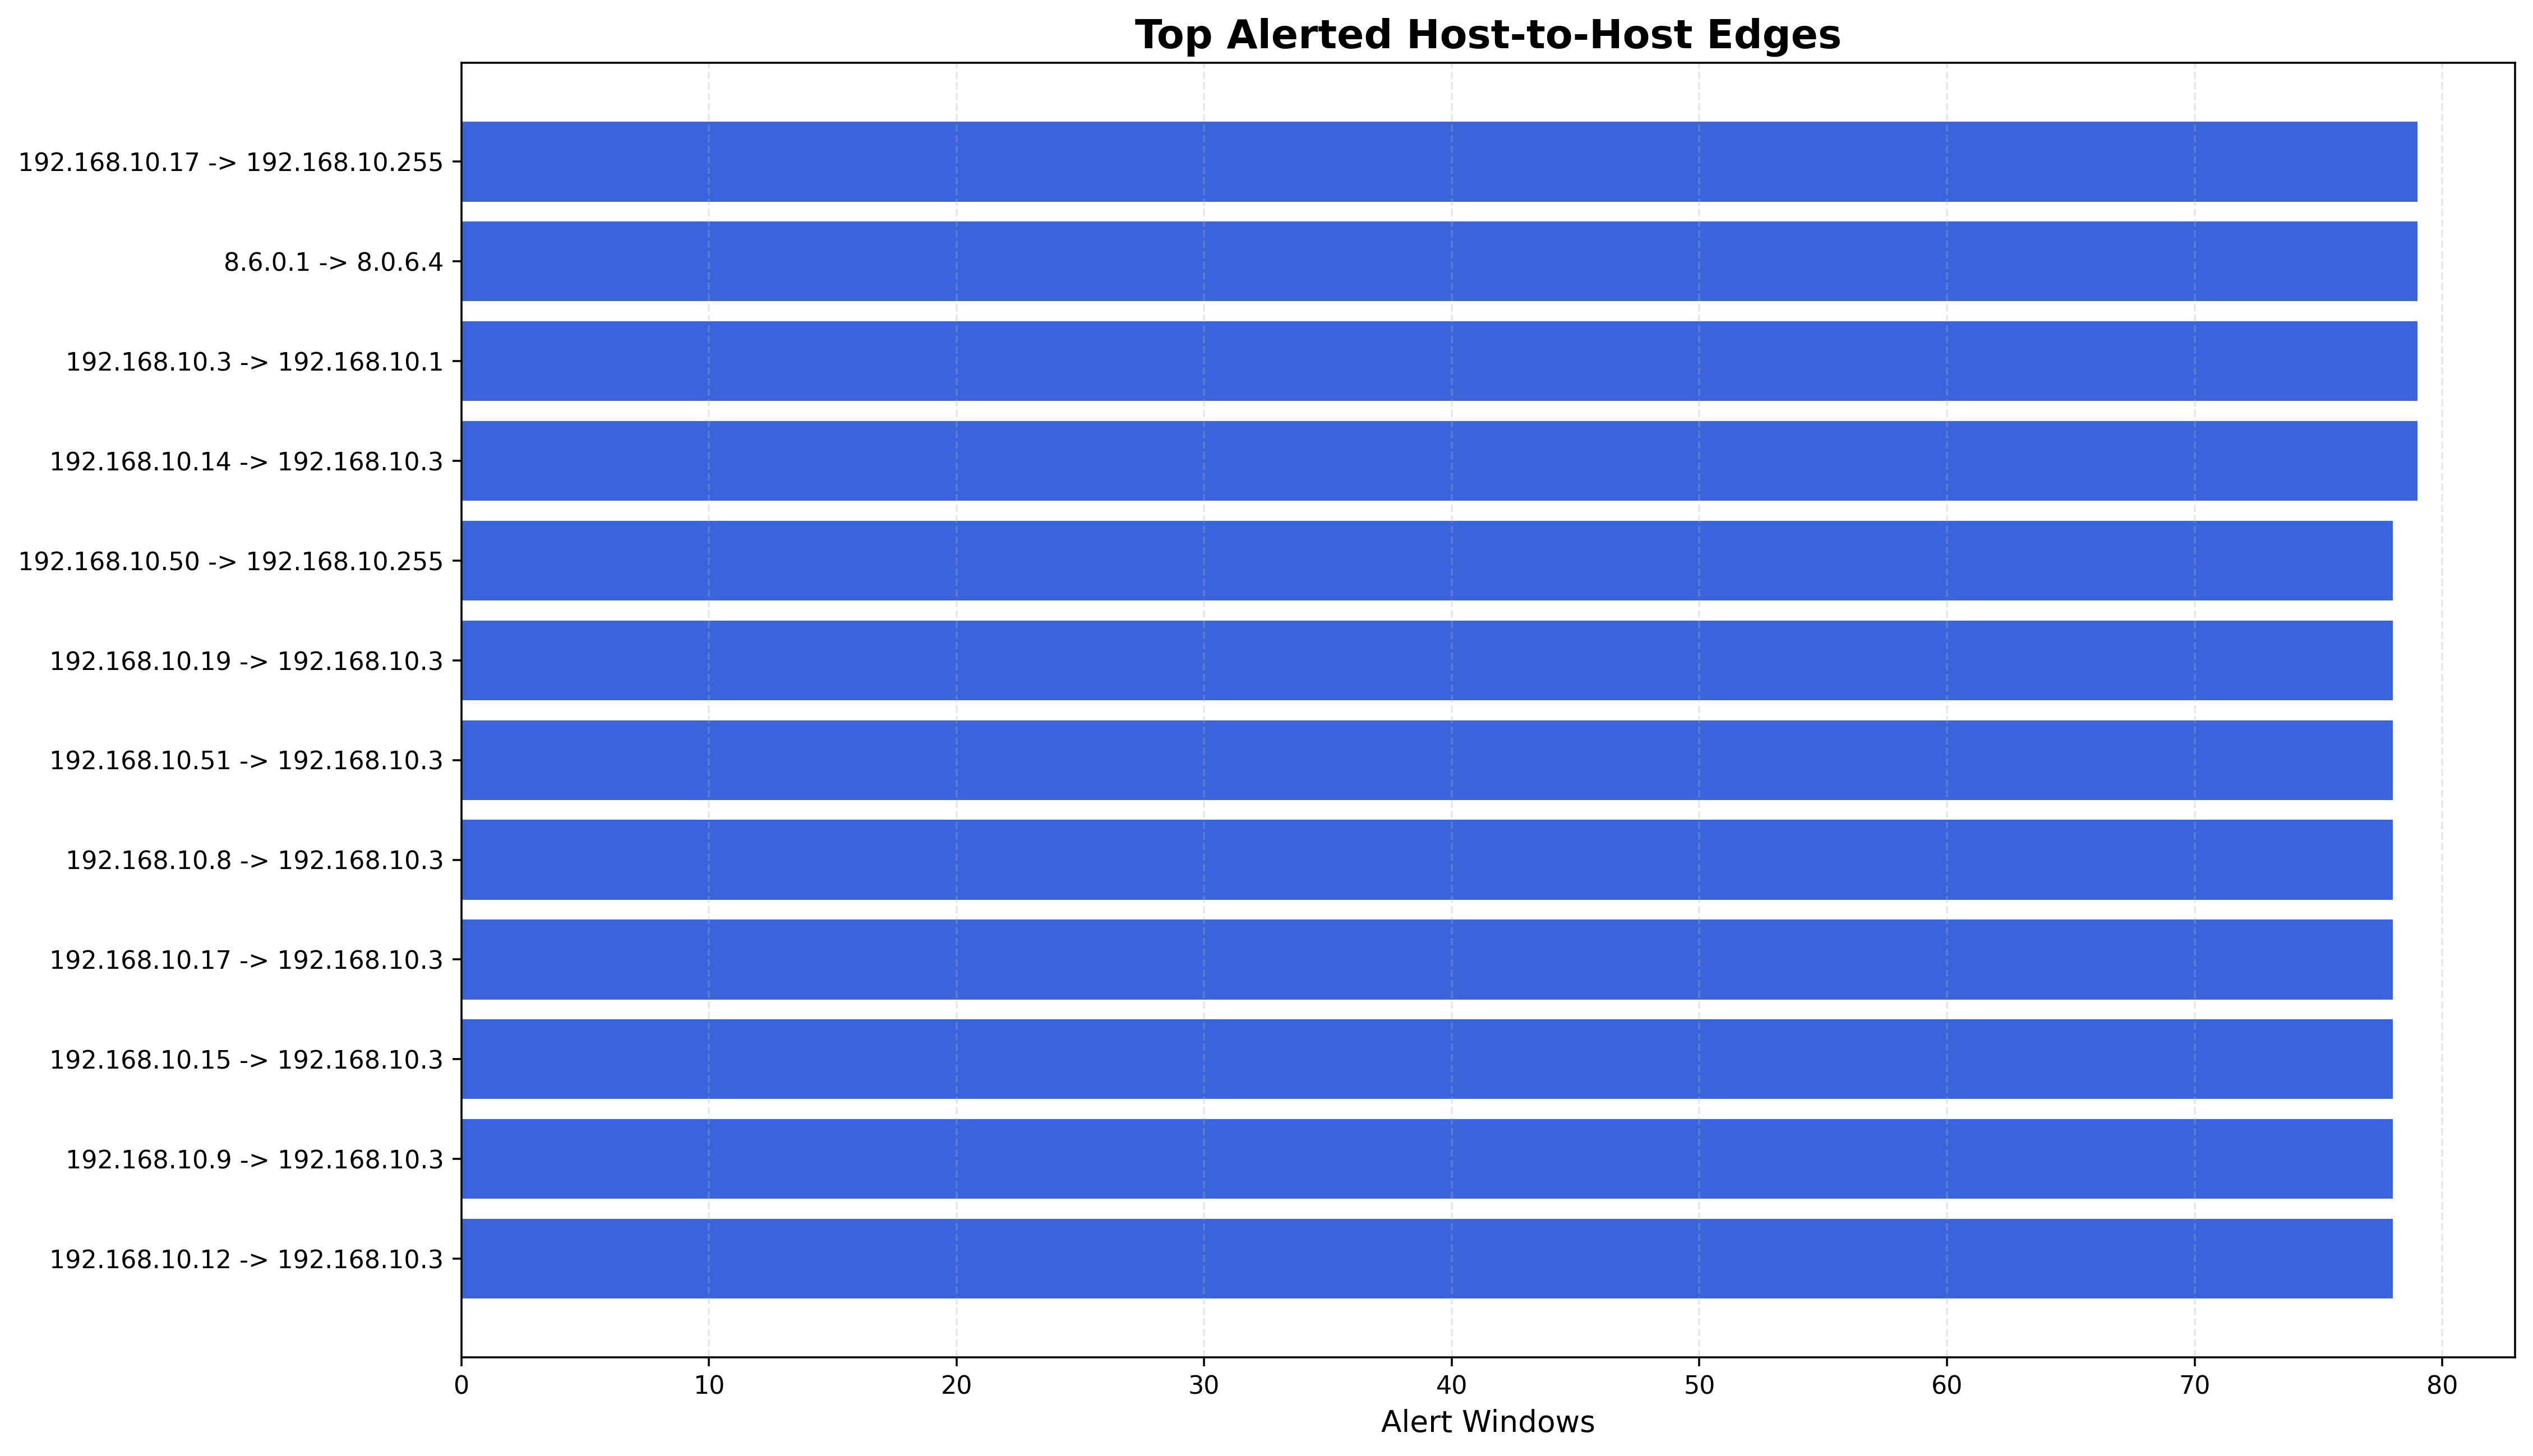 Top Alerted Host-to-Host Edges
192.168.10.17 -> 192.168.10.255
8.6.0.1 -> 8.0.6.4
192.168.10.3 -> 192.168.10.1
192.168.10.14 -> 192.168.10.3
192.168.10.50 -> 192.168.10.255
192.168.10.19 -> 192.168.10.3
192.168.10.51 -> 192.168.10.3
192.168.10.8 -> 192.168.10.3
192.168.10.17 -> 192.168.10.3
192.168.10.15 -> 192.168.10.3
192.168.10.9 -> 192.168.10.3
192.168.10.12 -> 192.168.10.3
0 10 20 30 40 50 60 70 80
Alert Windows